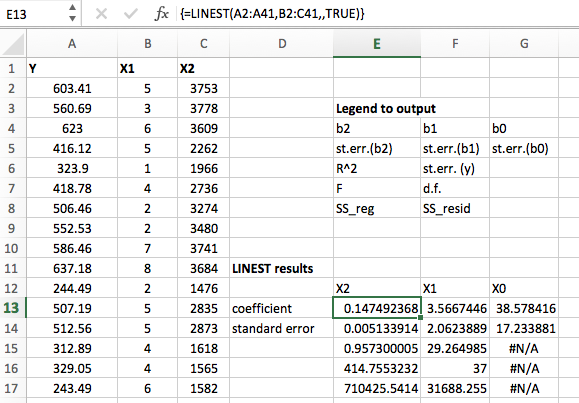 E13 fx {=LINEST(A2:A41,B2:C41,,TRUE)}
A B C D E F G
1 Y X1 X2
2 603.41 5 3753
3 560.69 3 3778 Legend to output
4 623 6 3609 b2 b1 b0
5 416.12 5 2262 st.err.(b2) st.err.(b1) st.err.(b0)
6 323.9 1 1966 R^2 st.err. (y)
7 418.78 4 2736 F d.f.
8 506.46 2 3274 SS_reg SS_resid
9 552.53 2 3480
10 586.46 7 3741
11 637.18 8 3684 LINEST results
12 244.49 2 1476 X2 X1 X0
13 507.19 5 2835 coefficient 0.147492368 3.5667446 38.578416
14 512.56 5 2873 standard error 0.005133914 2.0623889 17.233881
15 312.89 4 1618 0.957300005 29.264985 #N/A
16 329.05 4 1565 414.7553232 37 #N/A
17 243.49 6 1582 710425.5414 31688.255 #N/A